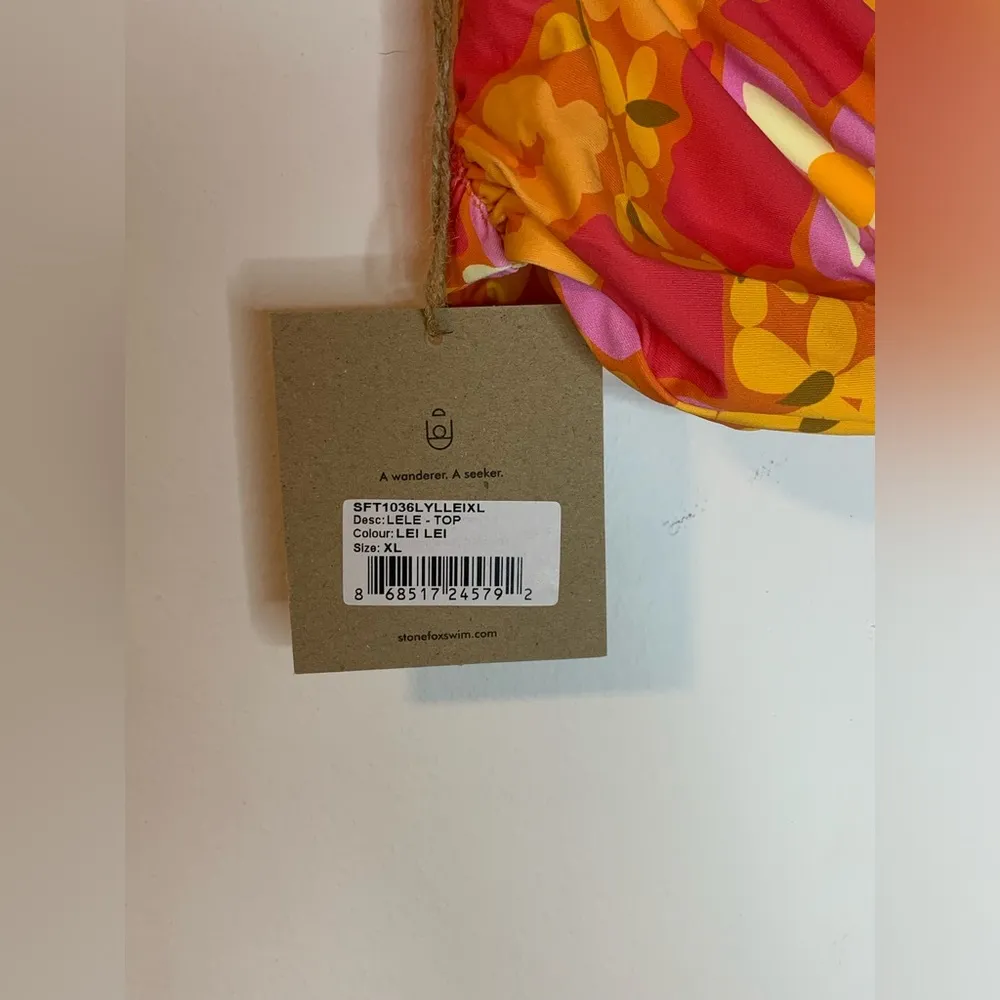 A wanderer. A seeker.
SFT1036LYLLEIXL
Desc: LELE - TOP
Colour: LEI LEI
Size: XL
8 68517 24579 2
stonefoxswim.com